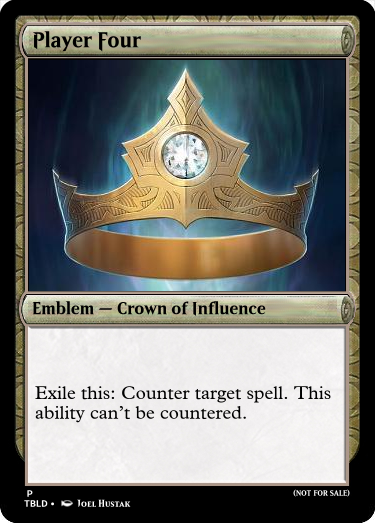 Player Four
Emblem — Crown of Influence
Exile this: Counter target spell. This
ability can't be countered.
P
(NOT FOR SALE)
TBLD • Joel Hustak